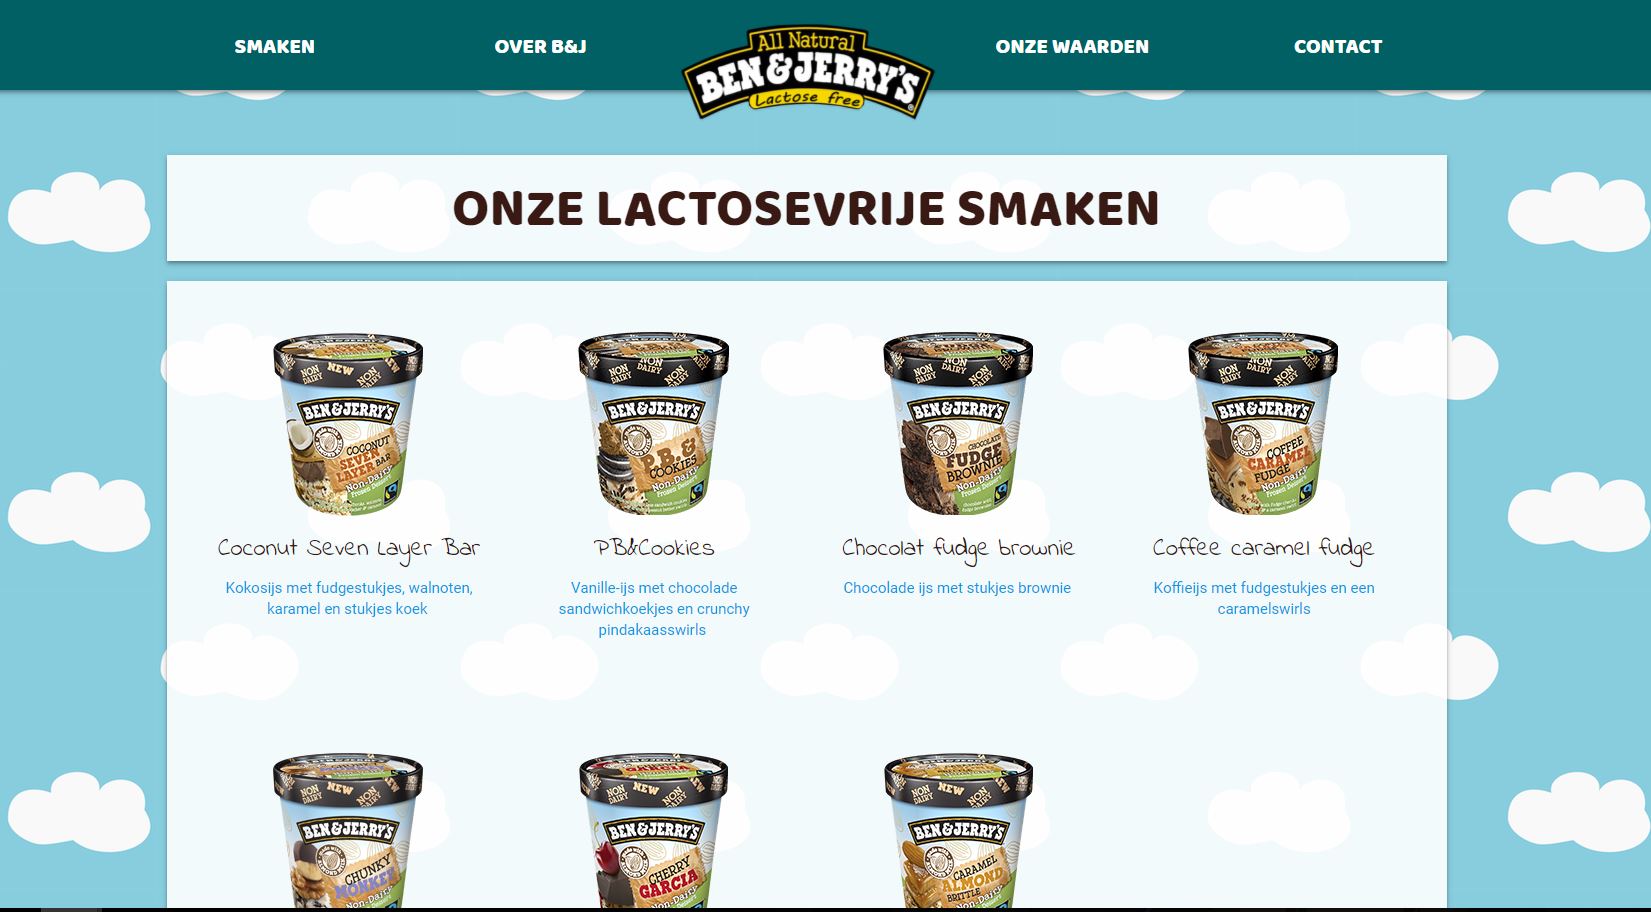 SMAKEN
OVER B&J
All Natural
BEN&JERRY'S
Lactose free
ONZE WAARDEN
CONTACT
ONZE LACTOSEVRIJE SMAKEN
NON DAIRY
NEW
NON DAIRY
BEN&JERRY'S
COCONUT
SEVEN
LAYER BAR
Non-Dairy
Frozen Dessert
NON DAIRY
NON DAIRY
BEN&JERRY'S
P.B. &
COOKIES
Non-Dairy
Frozen Dessert
NON DAIRY
NON DAIRY
BEN&JERRY'S
CHOCOLATE
FUDGE
BROWNIE
Non-Dairy
Frozen Dessert
NON DAIRY
NON DAIRY
BEN&JERRY'S
COFFEE
CARAMEL
FUDGE
Non-Dairy
Frozen Dessert
Coconut Seven Layer Bar
PB&Cookies
Chocolat fudge brownie
Coffee caramel fudge
Kokosijs met fudgestukjes, walnoten,
karamel en stukjes koek
Vanille-ijs met chocolade
sandwichkoekjes en crunchy
pindakaasswirls
Chocolade ijs met stukjes brownie
Koffieijs met fudgestukjes en een
caramelswirls
NON DAIRY
NEW
NON DAIRY
BEN&JERRY'S
CHUNKY
MONKEY
Non-Dairy
NON DAIRY
NEW
NON DAIRY
GARCIA
BEN&JERRY'S
CHERRY
GARCIA
Non-Dairy
NON DAIRY
NEW
NON DAIRY
BEN&JERRY'S
CARAMEL
ALMOND
BRITTLE
Non-Dairy